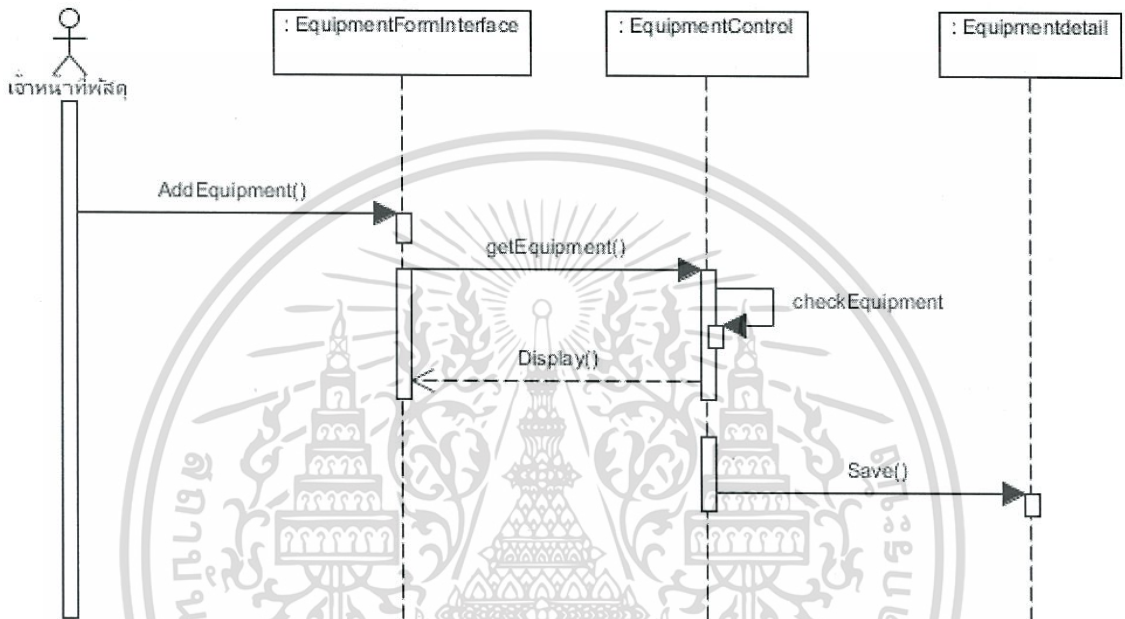 : EquipmentFormInterface
: EquipmentControl
: Equipmentdetail
เจ้าหน้าที่พัสดุ
AddEquipment()
getEquipment()
checkEquipment
Display()
Save()